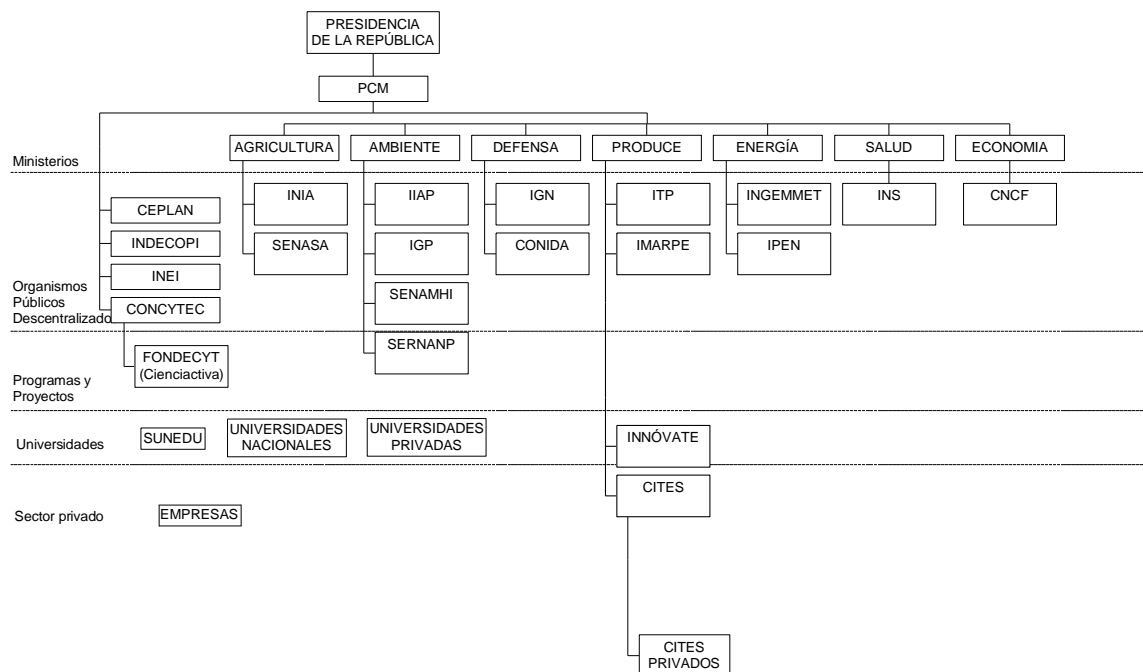 PRESIDENCIA
DE LA REPÚBLICA
PCM
Ministerios
AGRICULTURA
AMBIENTE
DEFENSA
PRODUCE
ENERGÍA
SALUD
ECONOMIA
INIA
IIAP
IGN
ITP
INGEMMET
INS
CNCF
CEPLAN
INDECOPI
SENASA
IGP
CONIDA
IMARPE
IPEN
INEI
Organismos
Públicos
Descentralizado
CONCYTEC
SENAMHI
SERNANP
FONDECYT
(Cienciactiva)
Programas y
Proyectos
Universidades
SUNEDU
UNIVERSIDADES
NACIONALES
UNIVERSIDADES
PRIVADAS
INNÓVATE
CITES
Sector privado
EMPRESAS
CITES
PRIVADOS